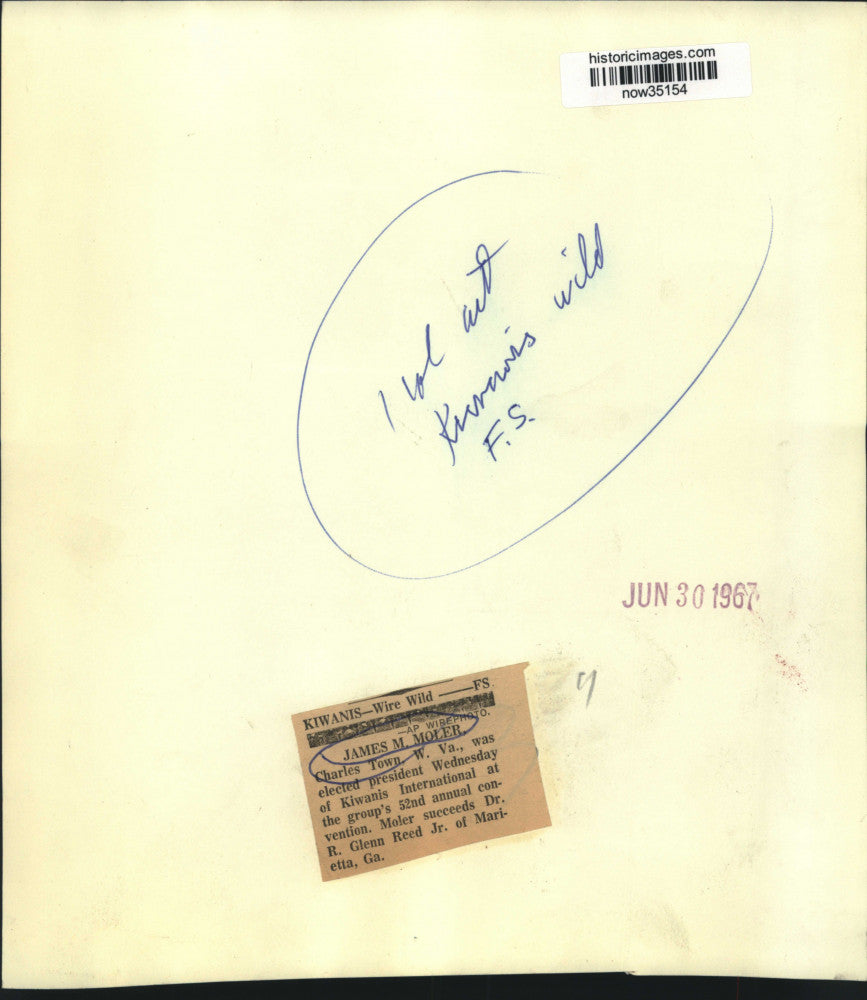 historicimages.com
now35154
1 col art
Kiwanis wild
F.S.
JUN 30 1967
KIWANIS—Wire Wild ——FS
—AP WIREPHOTO.
JAMES M. MOLER,
Charles Town, W. Va., was
elected president Wednesday
of Kiwanis International at
the group's 52nd annual con-
vention. Moler succeeds Dr.
R. Glenn Reed Jr. of Mari-
etta, Ga.